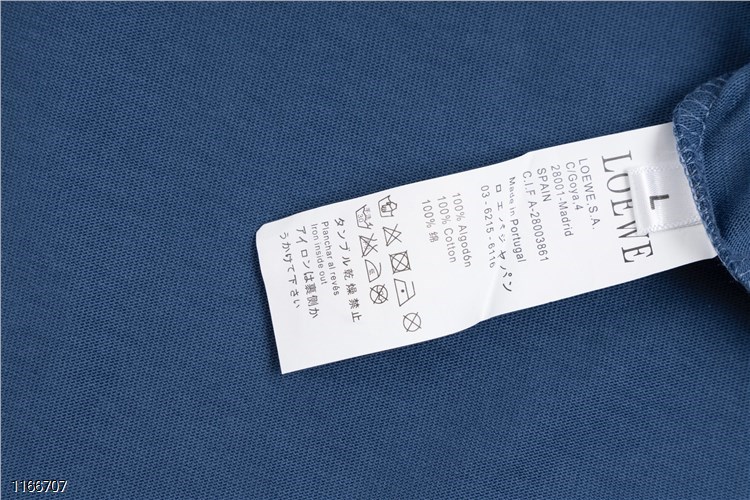 LOEWE
L
LOEWE.S.A.
C/Goya.4
28001-Madrid
SPAIN
C.I.F A-28003861
Made in Portugal
ロエベジャパン
03-6215-6116
100% Algodón
100% Cotton
100% 綿
タンブル乾燥禁止
Planchar al revés
Iron inside out
アイロンは裏側か
らかけて下さい
1166707